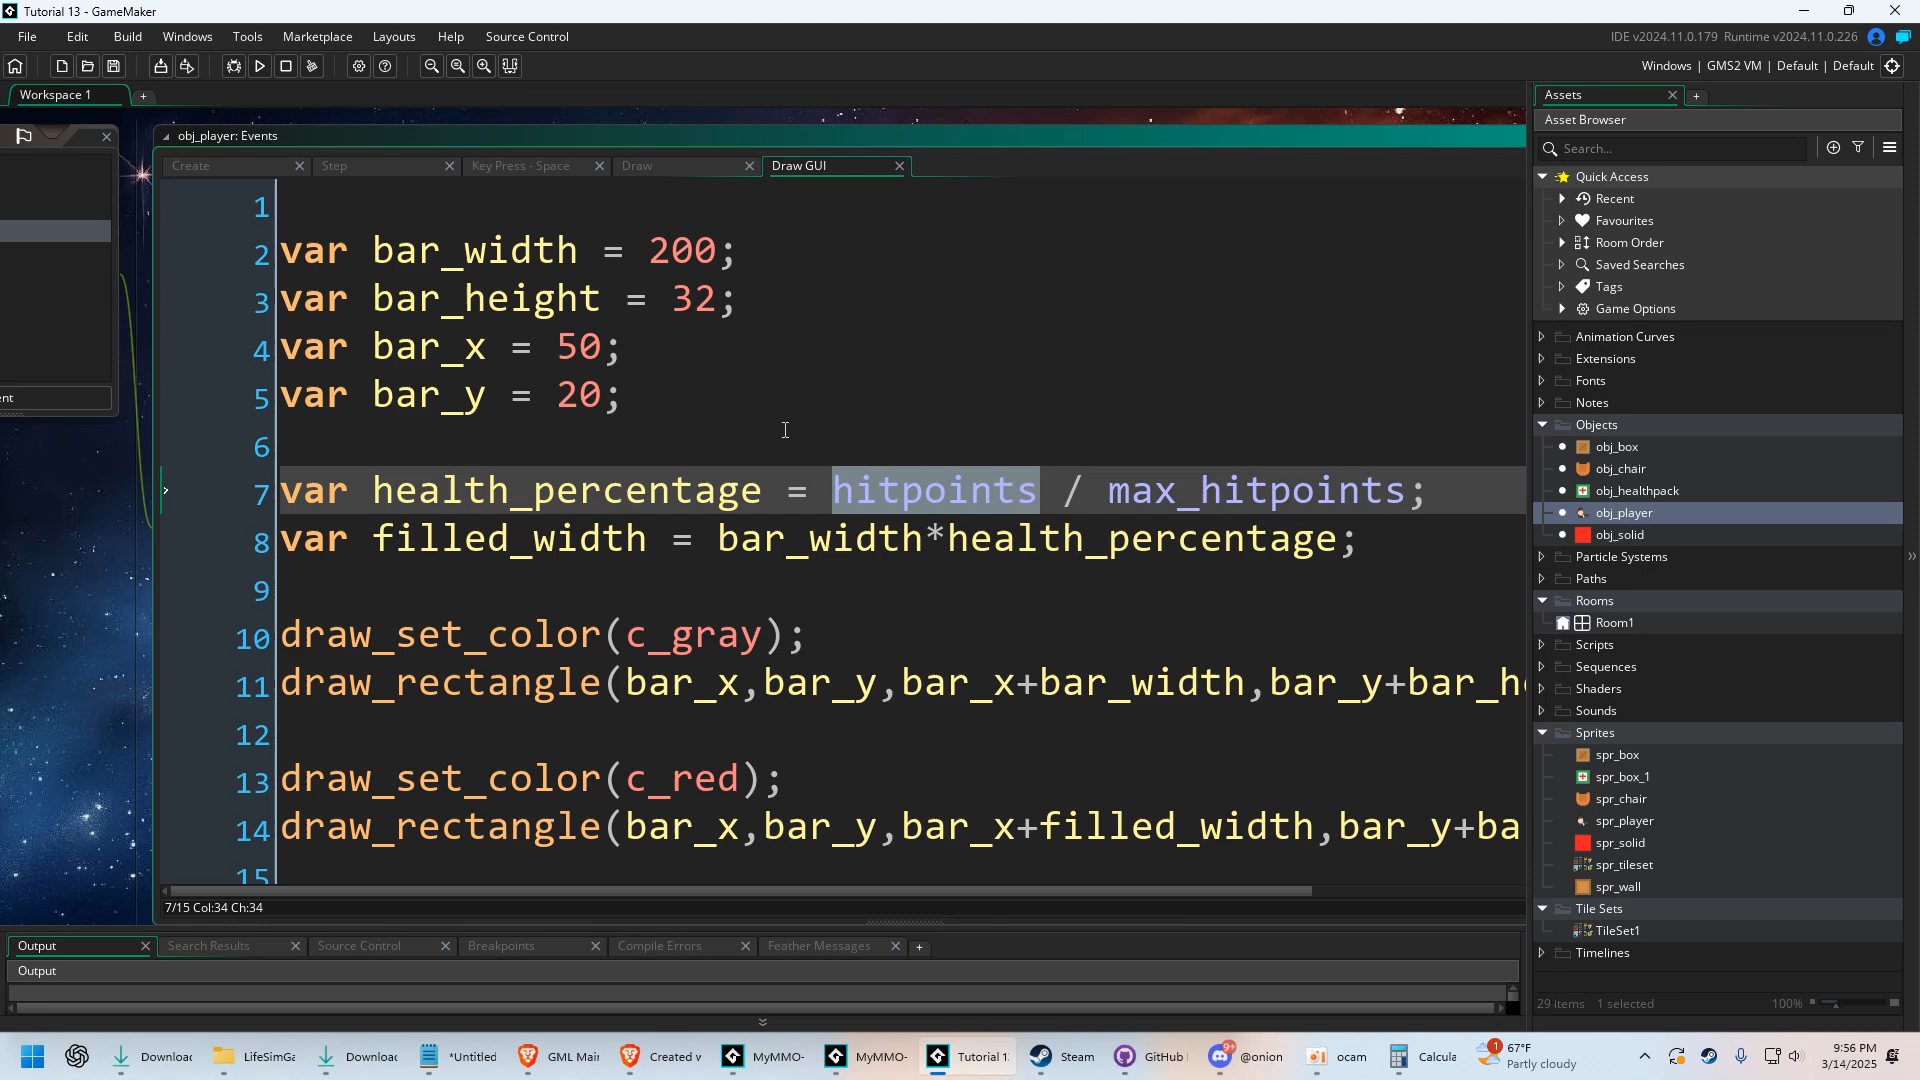 Tutorial 13 - GameMaker
File Edit Build Windows Tools Marketplace Layouts Help Source Control
IDE v2024.11.0.179 Runtime v2024.11.0.226
Windows | GMS2 VM | Default | Default
Workspace 1
Assets
Asset Browser
Search...
obj_player: Events
Create Step Key Press - Space Draw Draw GUI
1
2 var bar_width = 200;
3 var bar_height = 32;
4 var bar_x = 50;
5 var bar_y = 20;
6
7 var health_percentage = hitpoints / max_hitpoints;
8 var filled_width = bar_width*health_percentage;
9
10 draw_set_color(c_gray);
11 draw_rectangle(bar_x,bar_y,bar_x+bar_width,bar_y+bar_he
12
13 draw_set_color(c_red);
14 draw_rectangle(bar_x,bar_y,bar_x+filled_width,bar_y+ba
15
7/15 Col:34 Ch:34
ent
Quick Access
Recent
Favourites
Room Order
Saved Searches
Tags
Game Options
Animation Curves
Extensions
Fonts
Notes
Objects
obj_box
obj_chair
obj_healthpack
obj_player
obj_solid
Particle Systems
Paths
Rooms
Room1
Scripts
Sequences
Shaders
Sounds
Sprites
spr_box
spr_box_1
spr_chair
spr_player
spr_solid
spr_tileset
spr_wall
Tile Sets
TileSet1
Timelines
29 items 1 selected 100%
Output Search Results Source Control Breakpoints Compile Errors Feather Messages
Output
Downloac LifeSimGa Downloac *Untitled GML Mair Created v MyMMO- MyMMO- Tutorial 1: Steam GitHub @onion ocam Calcula
1 67°F
Partly cloudy
9:56 PM
3/14/2025